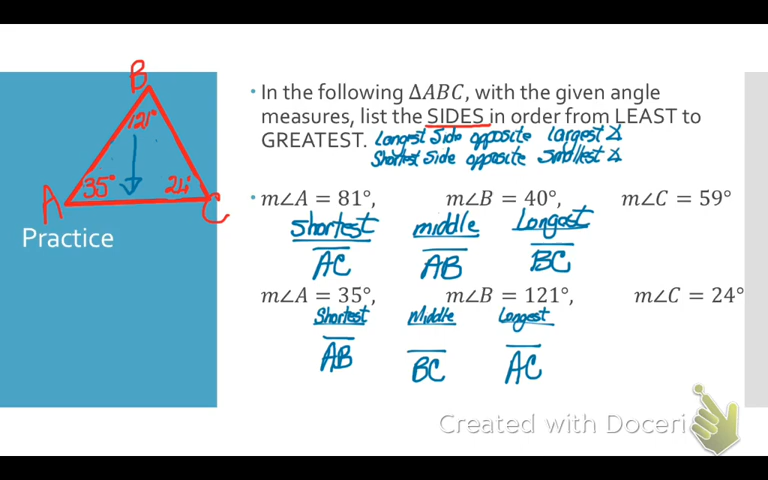 B
121°
35°
24°
A
C
Practice
• In the following ΔABC, with the given angle
measures, list the SIDES in order from LEAST to
GREATEST. Longest Side opposite largest ∡
Shortest Side opposite smallest ∡
• m∠A = 81°, m∠B = 40°, m∠C = 59°
Shortest middle Longest
AC AB BC
m∠A = 35°, m∠B = 121°, m∠C = 24°
Shortest Middle Longest
AB BC AC
Created with Doceri